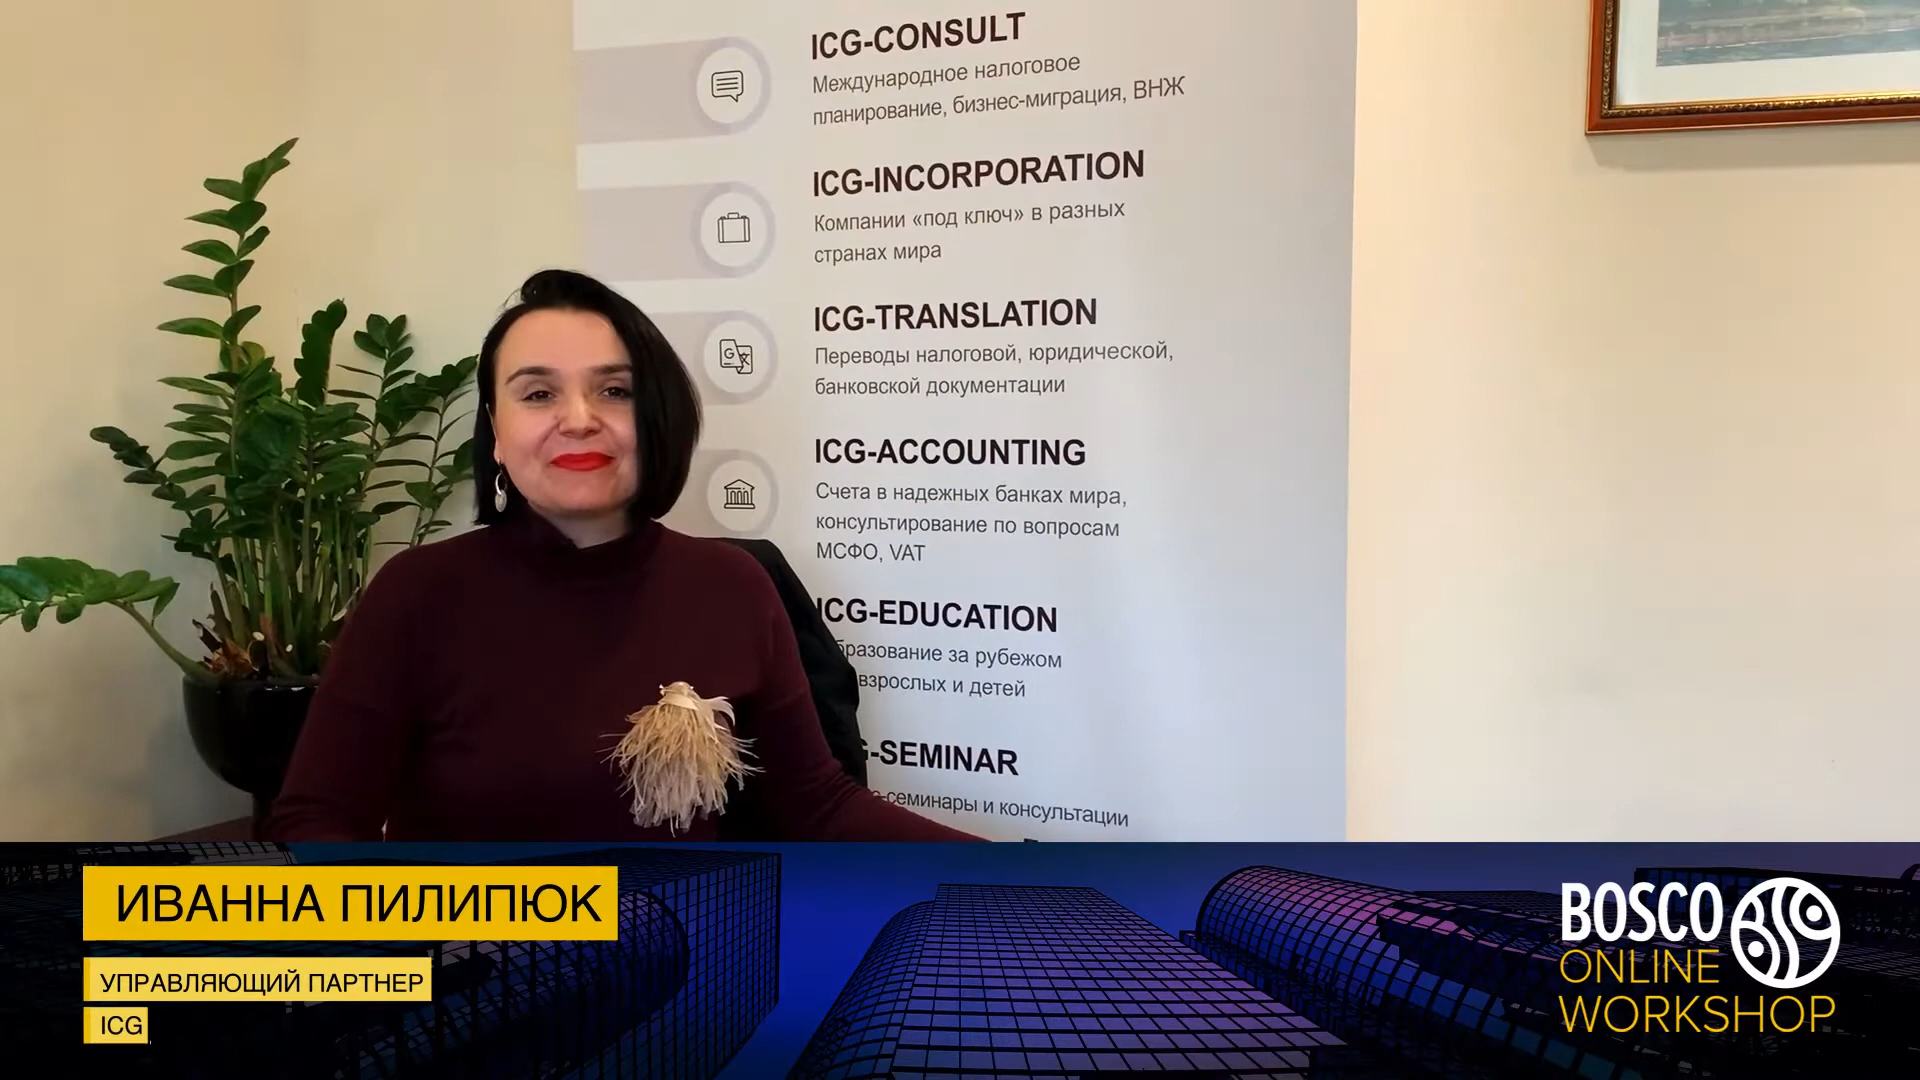 ICG-CONSULT
Международное налоговое
планирование, бизнес-миграция, ВНЖ
ICG-INCORPORATION
Компании «под ключ» в разных
странах мира
ICG-TRANSLATION
Переводы налоговой, юридической,
банковской документации
ICG-ACCOUNTING
Счета в надежных банках мира,
консультирование по вопросам
МСФО, VAT
ICG-EDUCATION
бразование за рубежом
взрослых и детей
G-SEMINAR
с-семинары и консультации
ИВАННА ПИЛИПЮК
УПРАВЛЯЮЩИЙ ПАРТНЕР
ICG
BOSCO
ONLINE
WORKSHOP